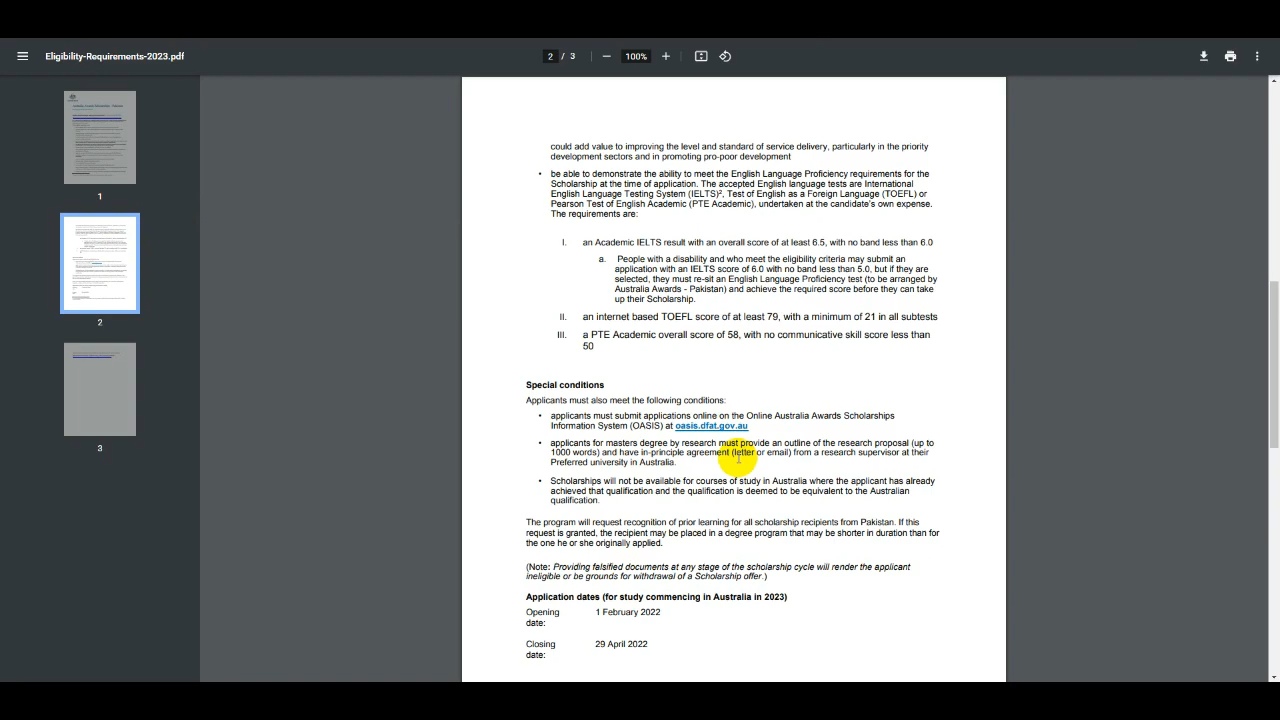 Eligibility-Requirements-2023.pdf
2 / 3
100%
1
2
3
could add value to improving the level and standard of service delivery, particularly in the priority
development sectors and in promoting pro-poor development
• be able to demonstrate the ability to meet the English Language Proficiency requirements for the
Scholarship at the time of application. The accepted English language tests are International
English Language Testing System (IELTS)², Test of English as a Foreign Language (TOEFL) or
Pearson Test of English Academic (PTE Academic), undertaken at the candidate's own expense.
The requirements are:
I. an Academic IELTS result with an overall score of at least 6.5, with no band less than 6.0
a. People with a disability and who meet the eligibility criteria may submit an
application with an IELTS score of 6.0 with no band less than 5.0, but if they are
selected, they must re-sit an English Language Proficiency test (to be arranged by
Australia Awards - Pakistan) and achieve the required score before they can take
up their Scholarship.
II. an internet based TOEFL score of at least 79, with a minimum of 21 in all subtests
III. a PTE Academic overall score of 58, with no communicative skill score less than
50
Special conditions
Applicants must also meet the following conditions:
• applicants must submit applications online on the Online Australia Awards Scholarships
Information System (OASIS) at oasis.dfat.gov.au
• applicants for masters degree by research must provide an outline of the research proposal (up to
1000 words) and have in-principle agreement (letter or email) from a research supervisor at their
Preferred university in Australia.
• Scholarships will not be available for courses of study in Australia where the applicant has already
achieved that qualification and the qualification is deemed to be equivalent to the Australian
qualification.
The program will request recognition of prior learning for all scholarship recipients from Pakistan. If this
request is granted, the recipient may be placed in a degree program that may be shorter in duration than for
the one he or she originally applied.
(Note: Providing falsified documents at any stage of the scholarship cycle will render the applicant
ineligible or be grounds for withdrawal of a Scholarship offer.)
Application dates (for study commencing in Australia in 2023)
Opening 1 February 2022
date:
Closing 29 April 2022
date: